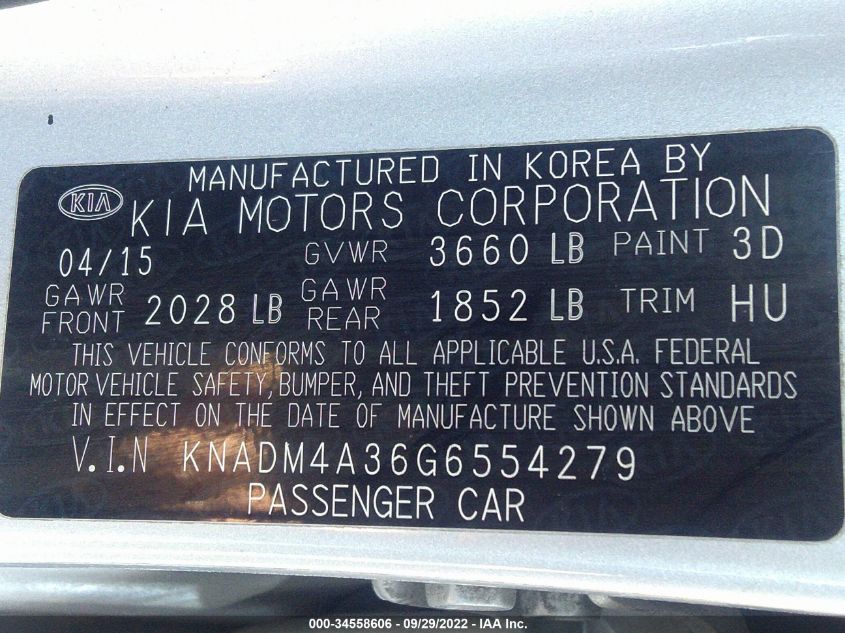 MANUFACTURED IN KOREA BY
KIA KIA MOTORS CORPORATION
04/15 GVWR 3660 LB PAINT 3D
GAWR FRONT 2028 LB GAWR REAR 1852 LB TRIM HU
THIS VEHICLE CONFORMS TO ALL APPLICABLE U.S.A. FEDERAL
MOTOR VEHICLE SAFETY, BUMPER, AND THEFT PREVENTION STANDARDS
IN EFFECT ON THE DATE OF MANUFACTURE SHOWN ABOVE
V.I.N KNADM4A36G6554279
PASSENGER CAR
000-34558606 - 09/29/2022 - IAA Inc.